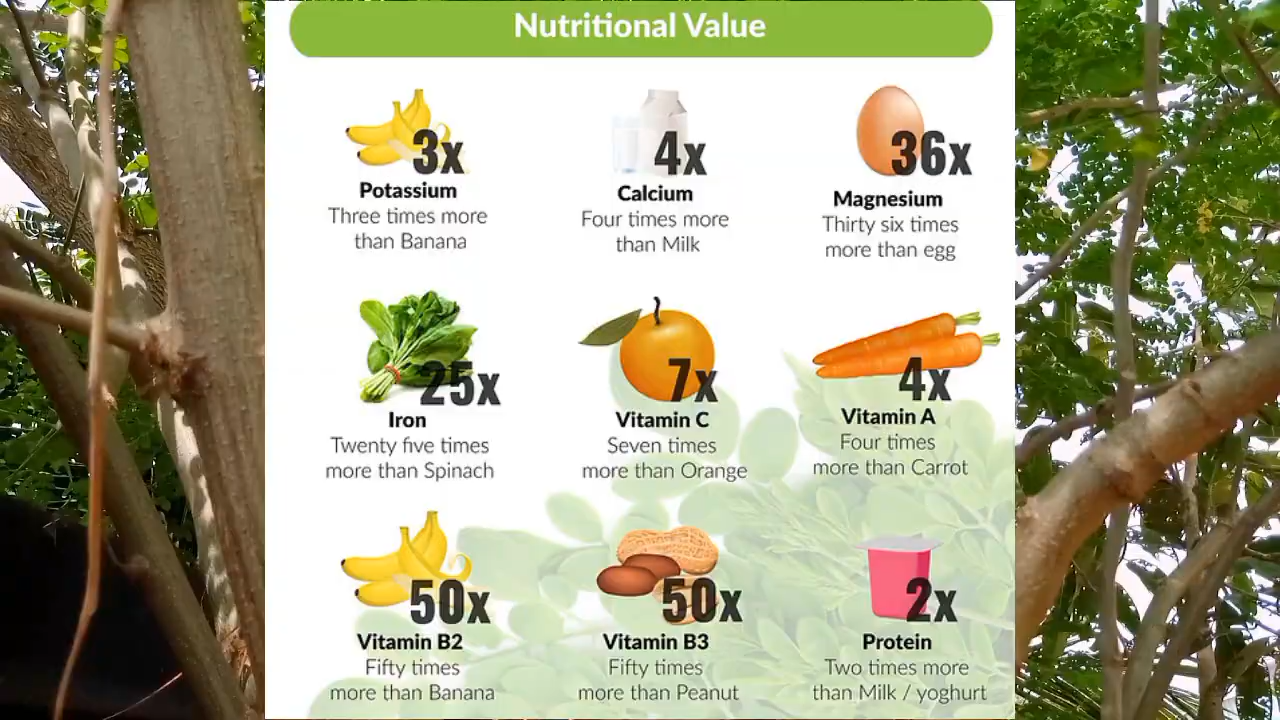 Nutritional Value
3x
Potassium
Three times more
than Banana
4x
Calcium
Four times more
than Milk
36x
Magnesium
Thirty six times
more than egg
25x
Iron
Twenty five times
more than Spinach
7x
Vitamin C
Seven times
more than Orange
4x
Vitamin A
Four times
more than Carrot
50x
Vitamin B2
Fifty times
more than Banana
50x
Vitamin B3
Fifty times
more than Peanut
2x
Protein
Two times more
than Milk / yoghurt